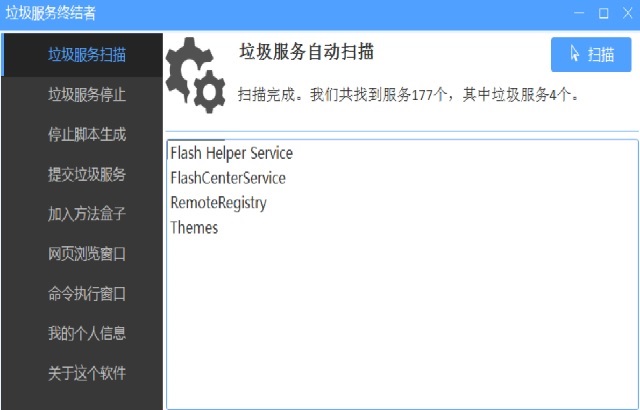 垃圾服务终结者
垃圾服务扫描
垃圾服务停止
停止脚本生成
提交垃圾服务
加入方法盒子
网页浏览窗口
命令执行窗口
我的个人信息
关于这个软件
垃圾服务自动扫描
扫描
扫描完成。我们共找到服务177个，其中垃圾服务4个。
Flash Helper Service
FlashCenterService
RemoteRegistry
Themes